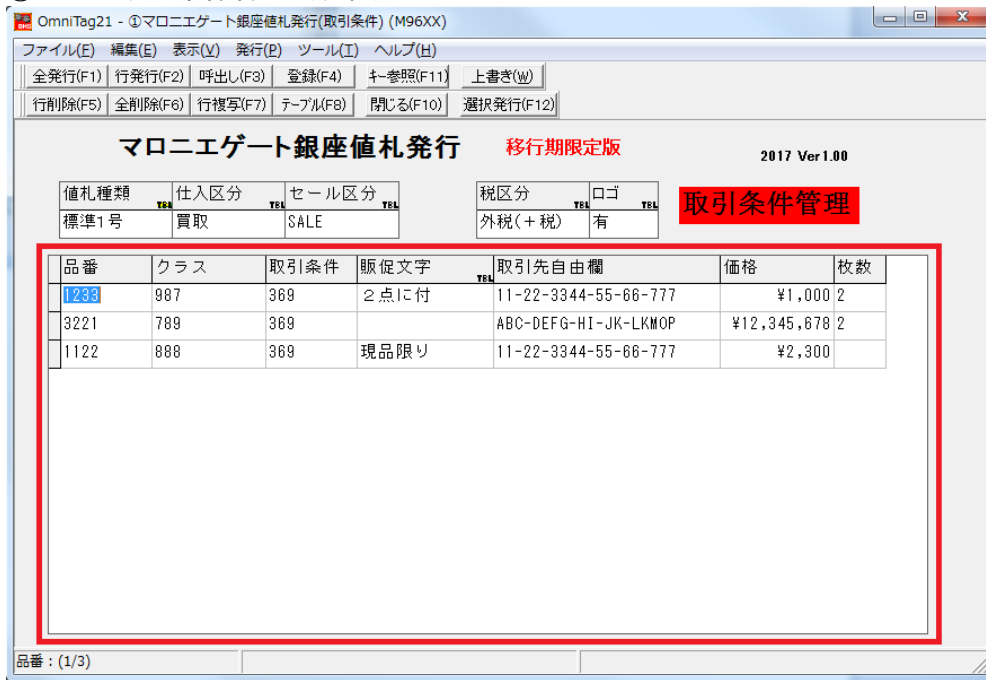 OmniTag21 - ①マロニエゲート銀座値札発行(取引条件) (M96XX)
ファイル(F) 編集(E) 表示(V) 発行(P) ツール(T) ヘルプ(H)
全発行(F1) 行発行(F2) 呼出し(F3) 登録(F4) キー参照(F11) 上書き(w)
行削除(F5) 全削除(F6) 行複写(F7) テーブル(F8) 閉じる(F10) 選択発行(F12)
マロニエゲート銀座値札発行 移行期限定版 2017 Ver1.00
値札種類 TBL 仕入区分 TBL セール区分 TBL 税区分 TBL ロゴ TBL 取引条件管理
標準1号 買取 SALE 外税(+税) 有
品番 クラス 取引条件 販促文字 TBL 取引先自由欄 価格 枚数
1233 987 369 2点に付 11-22-3344-55-66-777 ¥1,000 2
3221 789 369 ABC-DEFG-HI-JK-LKMOP ¥12,345,678 2
1122 888 369 現品限り 11-22-3344-55-66-777 ¥2,300
品番：(1/3)